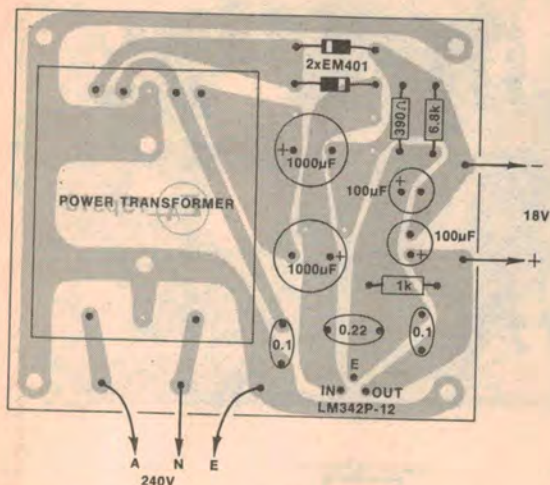 2xEM401
390Ω
6.8k
+
1000µF
−
100µF
+
18V
POWER TRANSFORMER
100µF
+
+
1000µF
+
1k
0.1
0.22
0.1
E
IN
OUT
LM342P-12
A
N
E
240V